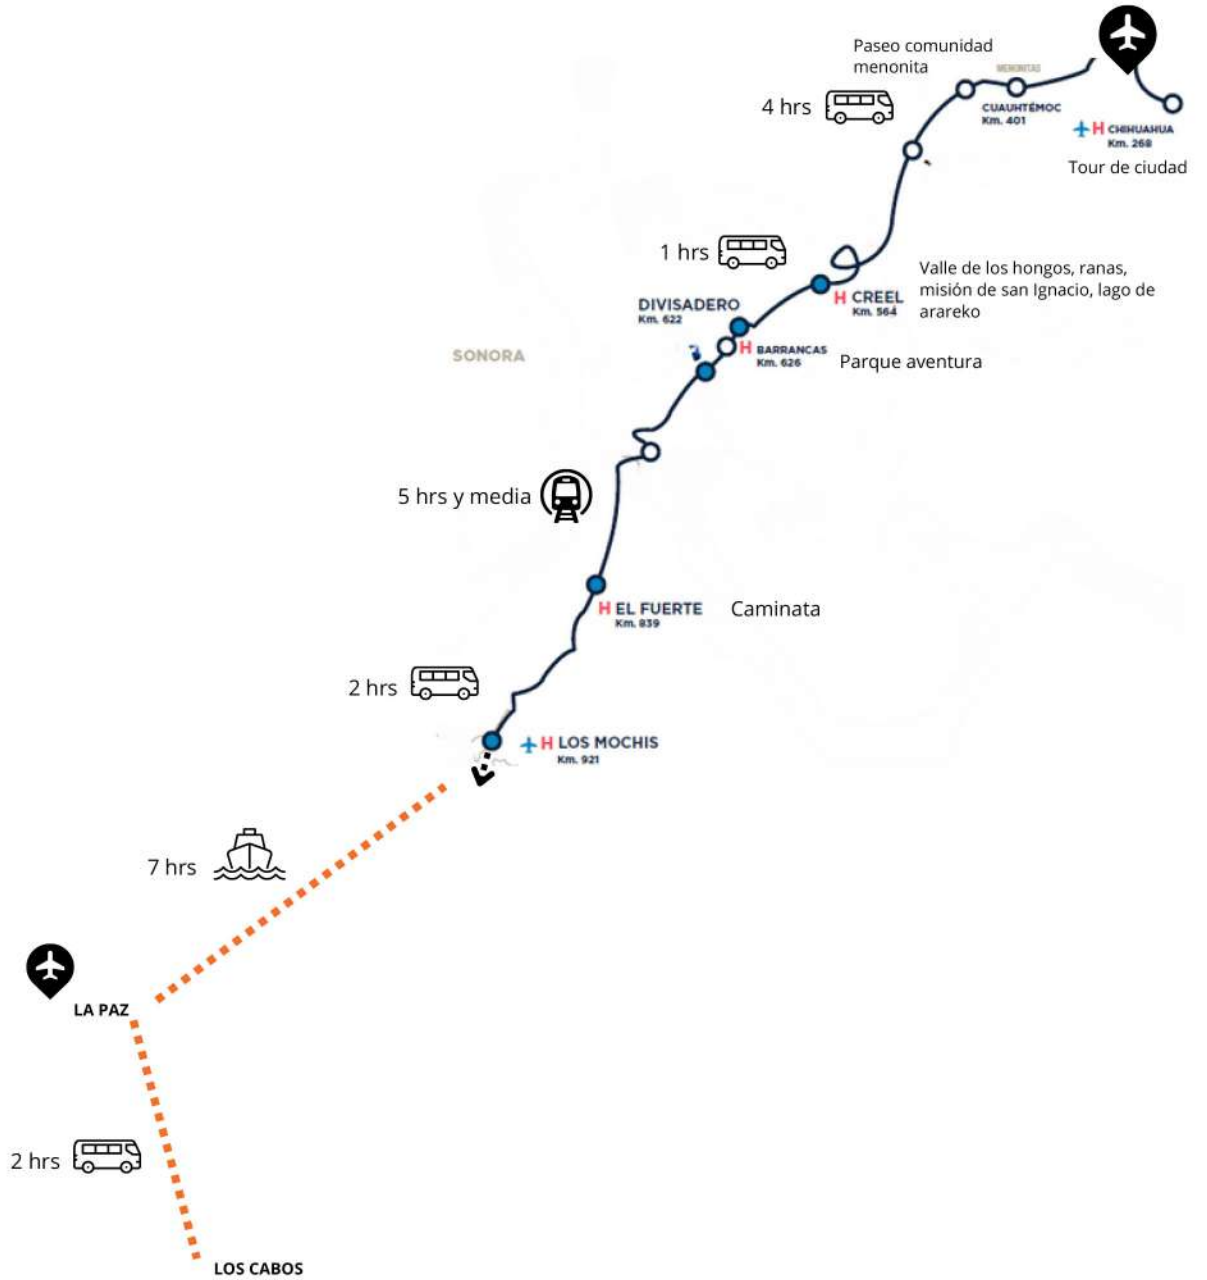 Paseo comunidad
menonita
MENONITAS
4 hrs
CUAUHTÉMOC
Km. 401
H CHIHUAHUA
Km. 268
Tour de ciudad
1 hrs
Valle de los hongos, ranas,
misión de san Ignacio, lago de
arareko
H CREEL
Km. 564
DIVISADERO
Km. 622
H BARRANCAS
Km. 626
Parque aventura
SONORA
5 hrs y media
H EL FUERTE
Km. 839
Caminata
2 hrs
H LOS MOCHIS
Km. 921
7 hrs
LA PAZ
2 hrs
LOS CABOS